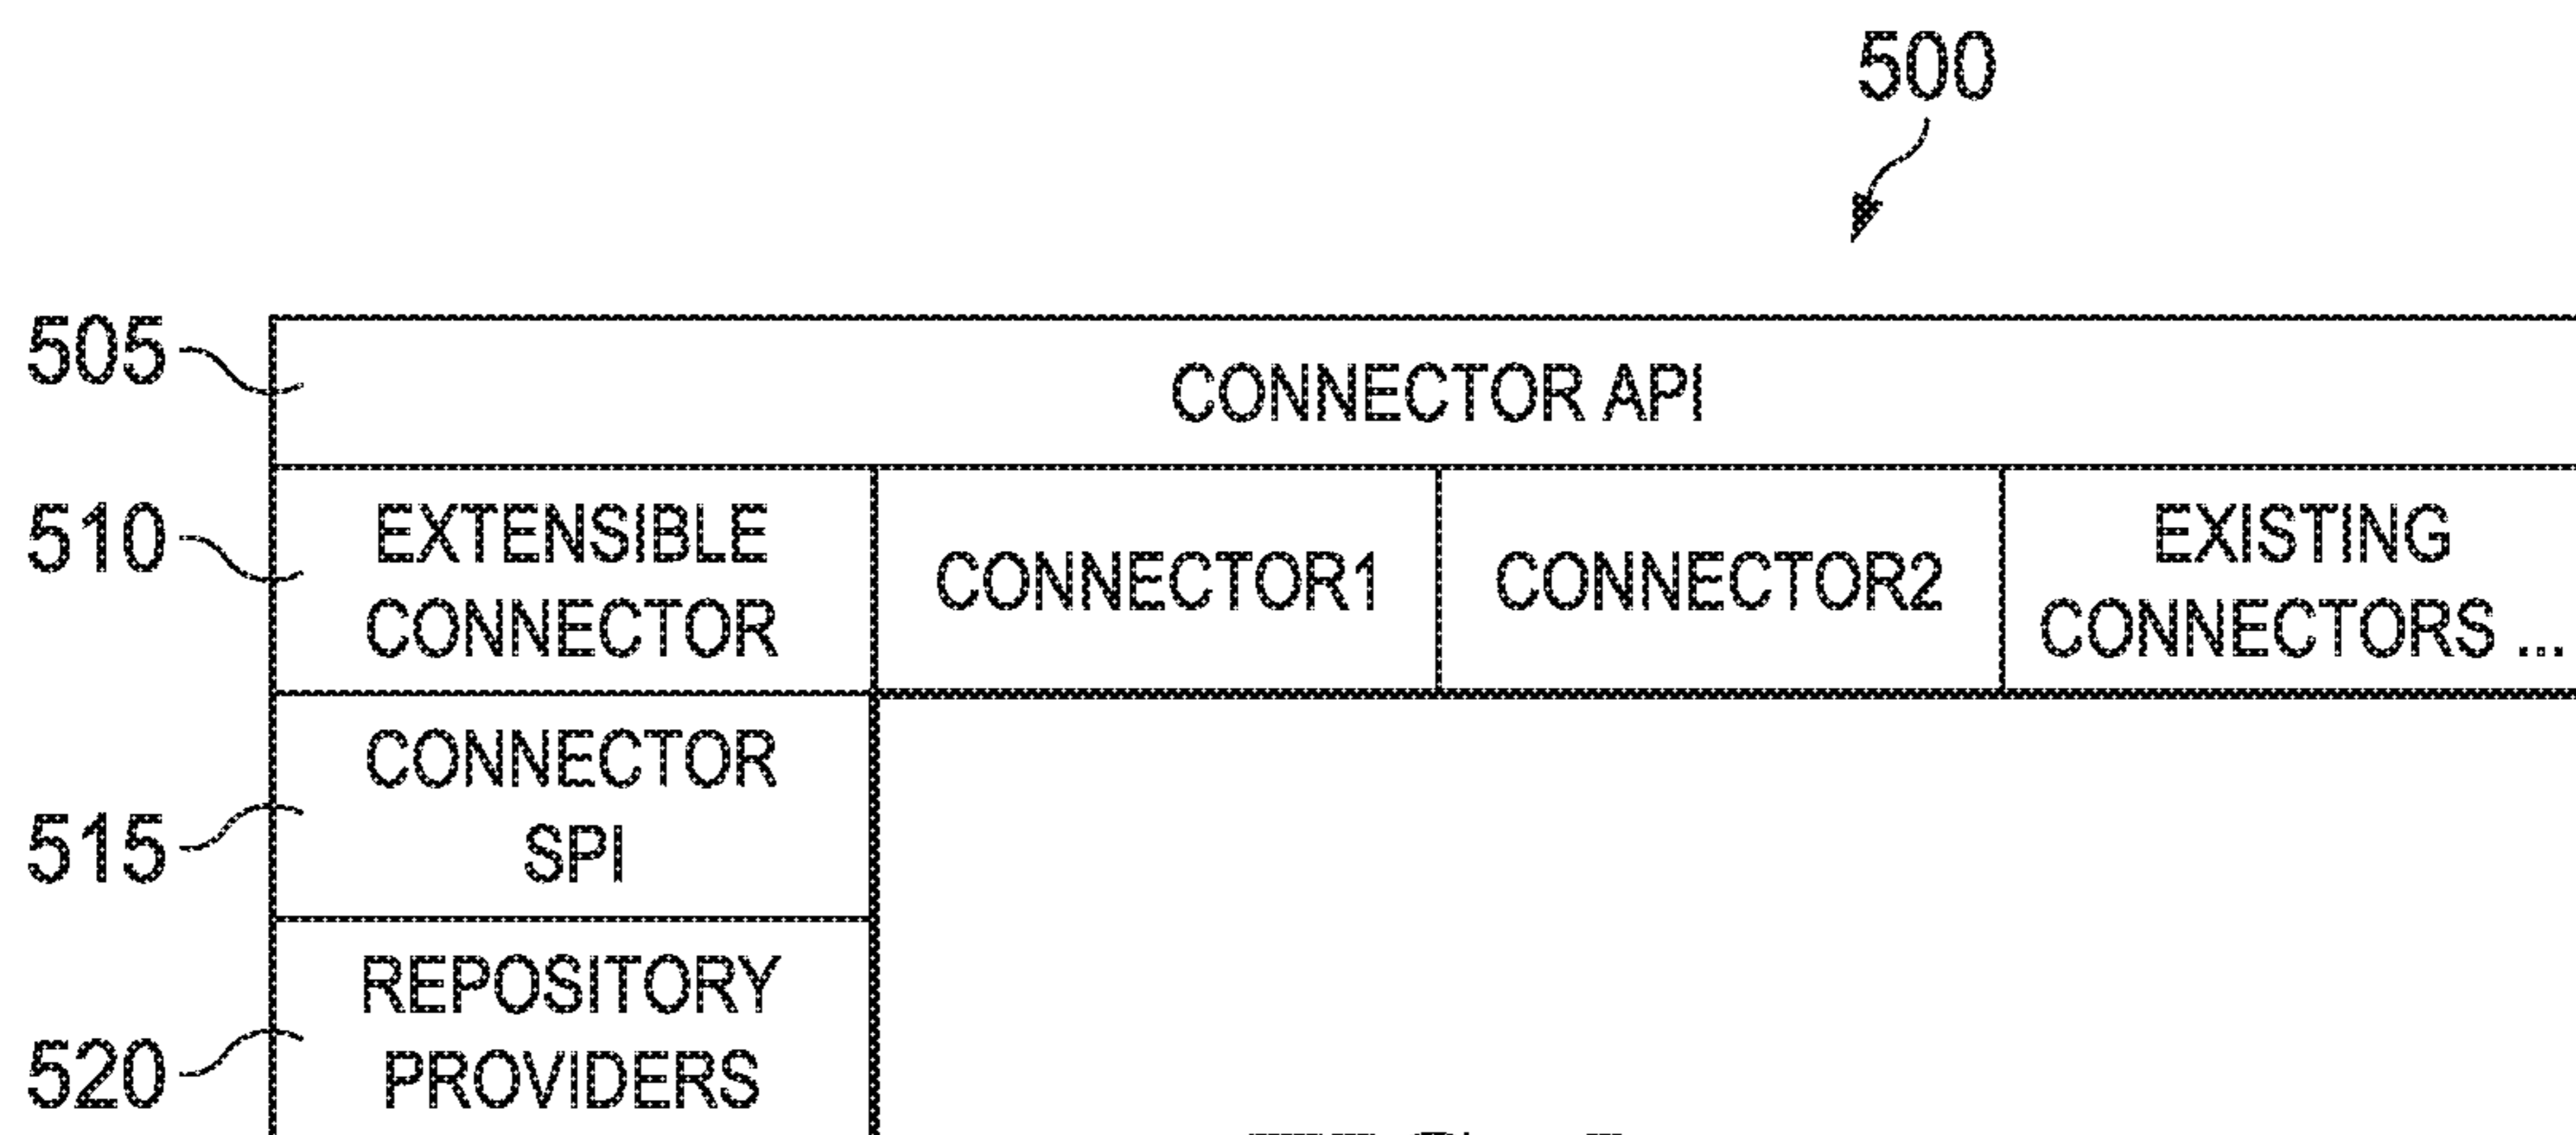 500
505
CONNECTOR API
510
EXTENSIBLE
CONNECTOR
CONNECTOR1
CONNECTOR2
EXISTING
CONNECTORS ...
515
CONNECTOR
SPI
520
REPOSITORY
PROVIDERS